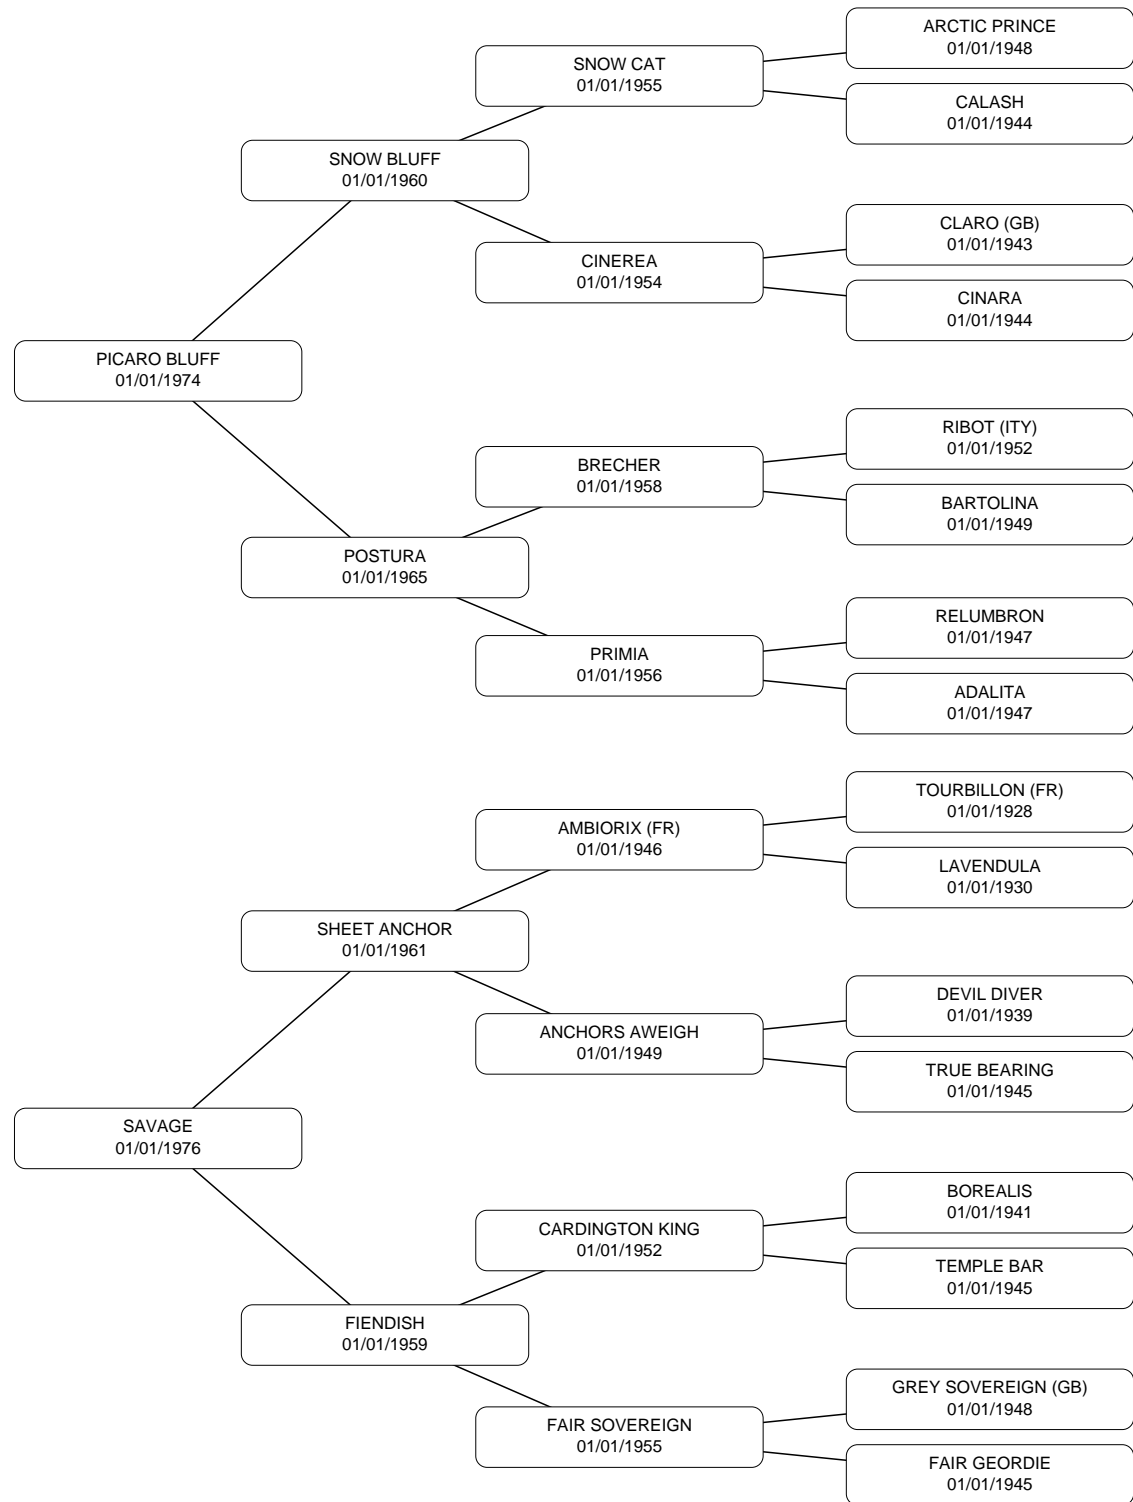 ARCTIC PRINCE
01/01/1948
SNOW CAT
01/01/1955
CALASH
01/01/1944
SNOW BLUFF
01/01/1960
CLARO (GB)
01/01/1943
CINEREA
01/01/1954
CINARA
01/01/1944
PICARO BLUFF
01/01/1974
RIBOT (ITY)
01/01/1952
BRECHER
01/01/1958
BARTOLINA
01/01/1949
POSTURA
01/01/1965
RELUMBRON
01/01/1947
PRIMIA
01/01/1956
ADALITA
01/01/1947
TOURBILLON (FR)
01/01/1928
AMBIORIX (FR)
01/01/1946
LAVENDULA
01/01/1930
SHEET ANCHOR
01/01/1961
DEVIL DIVER
01/01/1939
ANCHORS AWEIGH
01/01/1949
TRUE BEARING
01/01/1945
SAVAGE
01/01/1976
BOREALIS
01/01/1941
CARDINGTON KING
01/01/1952
TEMPLE BAR
01/01/1945
FIENDISH
01/01/1959
GREY SOVEREIGN (GB)
01/01/1948
FAIR SOVEREIGN
01/01/1955
FAIR GEORDIE
01/01/1945